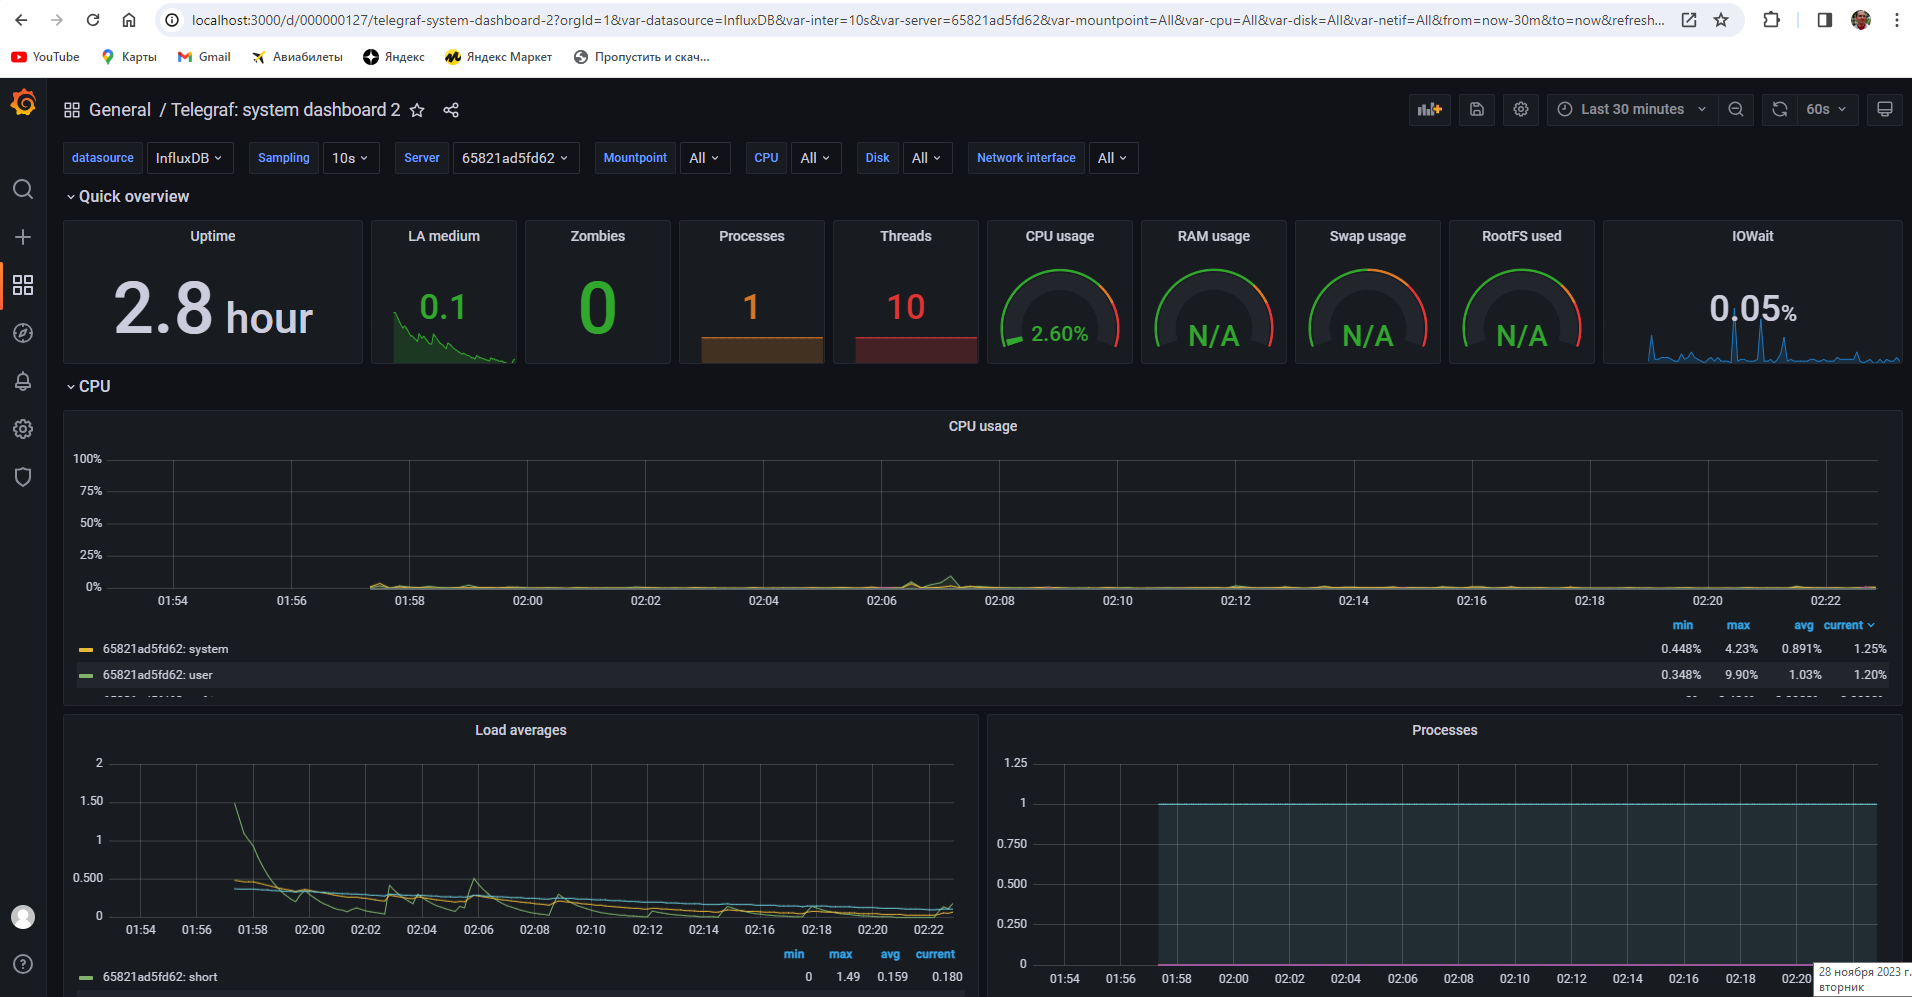 localhost:3000/d/000000127/telegraf-system-dashboard-2?orgId=1&var-datasource=InfluxDB&var-inter=10s&var-server=65821ad5fd62&var-mountpoint=All&var-cpu=All&var-disk=All&var-netif=All&from=now-30m&to=now&refresh...
YouTube Карты Gmail Авиабилеты Яндекс Яндекс Маркет Пропустить и скач...
General / Telegraf: system dashboard 2 Last 30 minutes 60s
datasource InfluxDB Sampling 10s Server 65821ad5fd62 Mountpoint All CPU All Disk All Network interface All
Quick overview
Uptime LA medium Zombies Processes Threads CPU usage RAM usage Swap usage RootFS used IOWait
2.8 hour 0.1 0 1 10 2.60% N/A N/A N/A 0.05%
CPU
CPU usage
100%
75%
50%
25%
0%
01:54 01:56 01:58 02:00 02:02 02:04 02:06 02:08 02:10 02:12 02:14 02:16 02:18 02:20 02:22
min max avg current
65821ad5fd62: system 0.448% 4.23% 0.891% 1.25%
65821ad5fd62: user 0.348% 9.90% 1.03% 1.20%
Load averages
2
1.50
1
0.500
0
01:54 01:56 01:58 02:00 02:02 02:04 02:06 02:08 02:10 02:12 02:14 02:16 02:18 02:20 02:22
min max avg current
65821ad5fd62: short 0 1.49 0.159 0.180
Processes
1.25
1
0.750
0.500
0.250
0
01:54 01:56 01:58 02:00 02:02 02:04 02:06 02:08 02:10 02:12 02:14 02:16 02:18 02:20
28 ноября 2023 г.
вторник